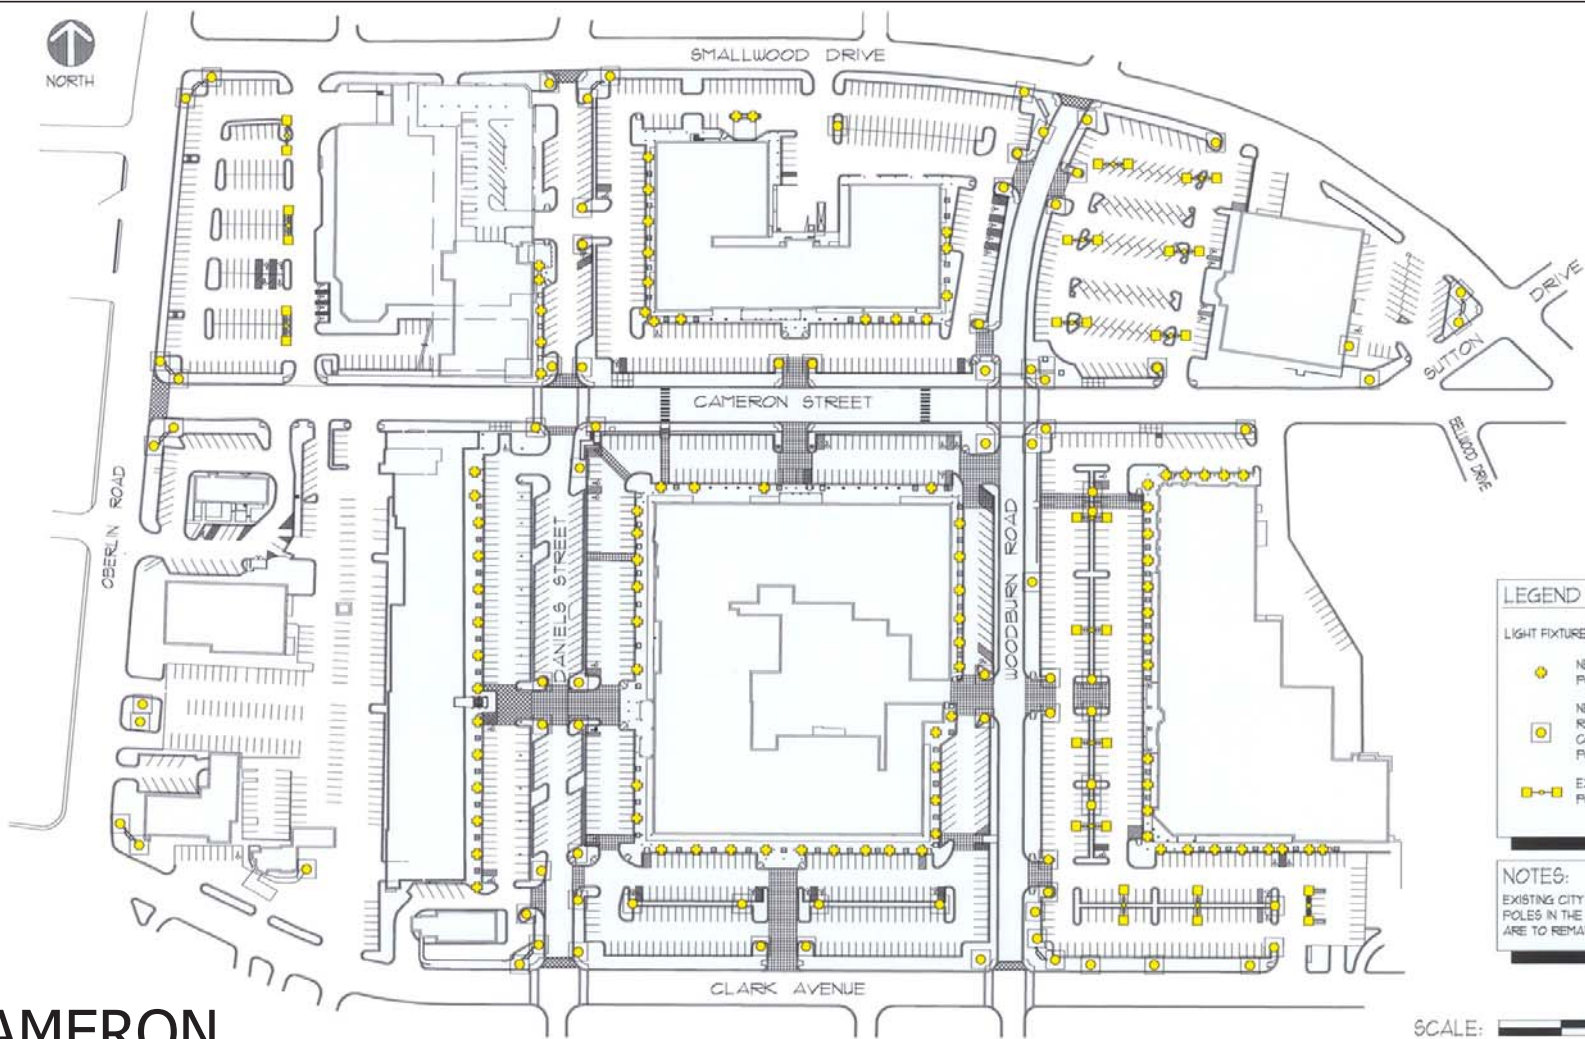 NORTH
SMALLWOOD DRIVE
DRIVE
SUTTON
CAMERON STREET
BELLWOOD DRIVE
OBERLIN ROAD
DANIELS STREET
WOODBURN ROAD
LEGEND
LIGHT FIXTURE
NOTES:
EXISTING CITY
POLES IN THE
ARE TO REMA
CLARK AVENUE
AMERON
SCALE: